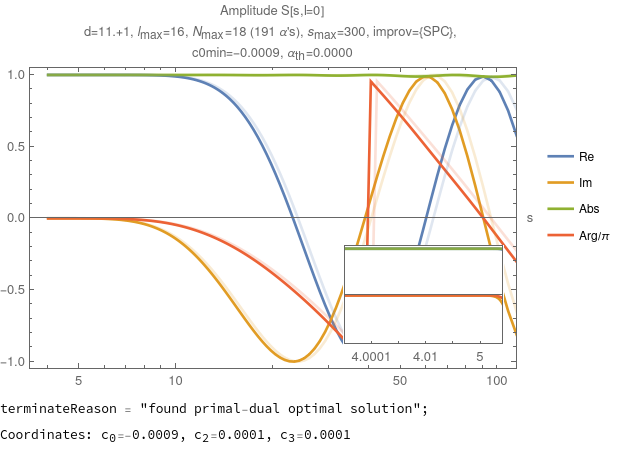 Amplitude S[s,l=0]
d=11.+1, lmax=16, Nmax=18 (191 α's), smax=300, improv={SPC},
c0min=-0.0009, αth=0.0000
1.0
0.5
0.0
-0.5
-1.0
5
10
50
100
s
4.0001
4.01
5
Re
Im
Abs
Arg/π
terminateReason = "found primal-dual optimal solution";
Coordinates: c0=-0.0009, c2=0.0001, c3=0.0001